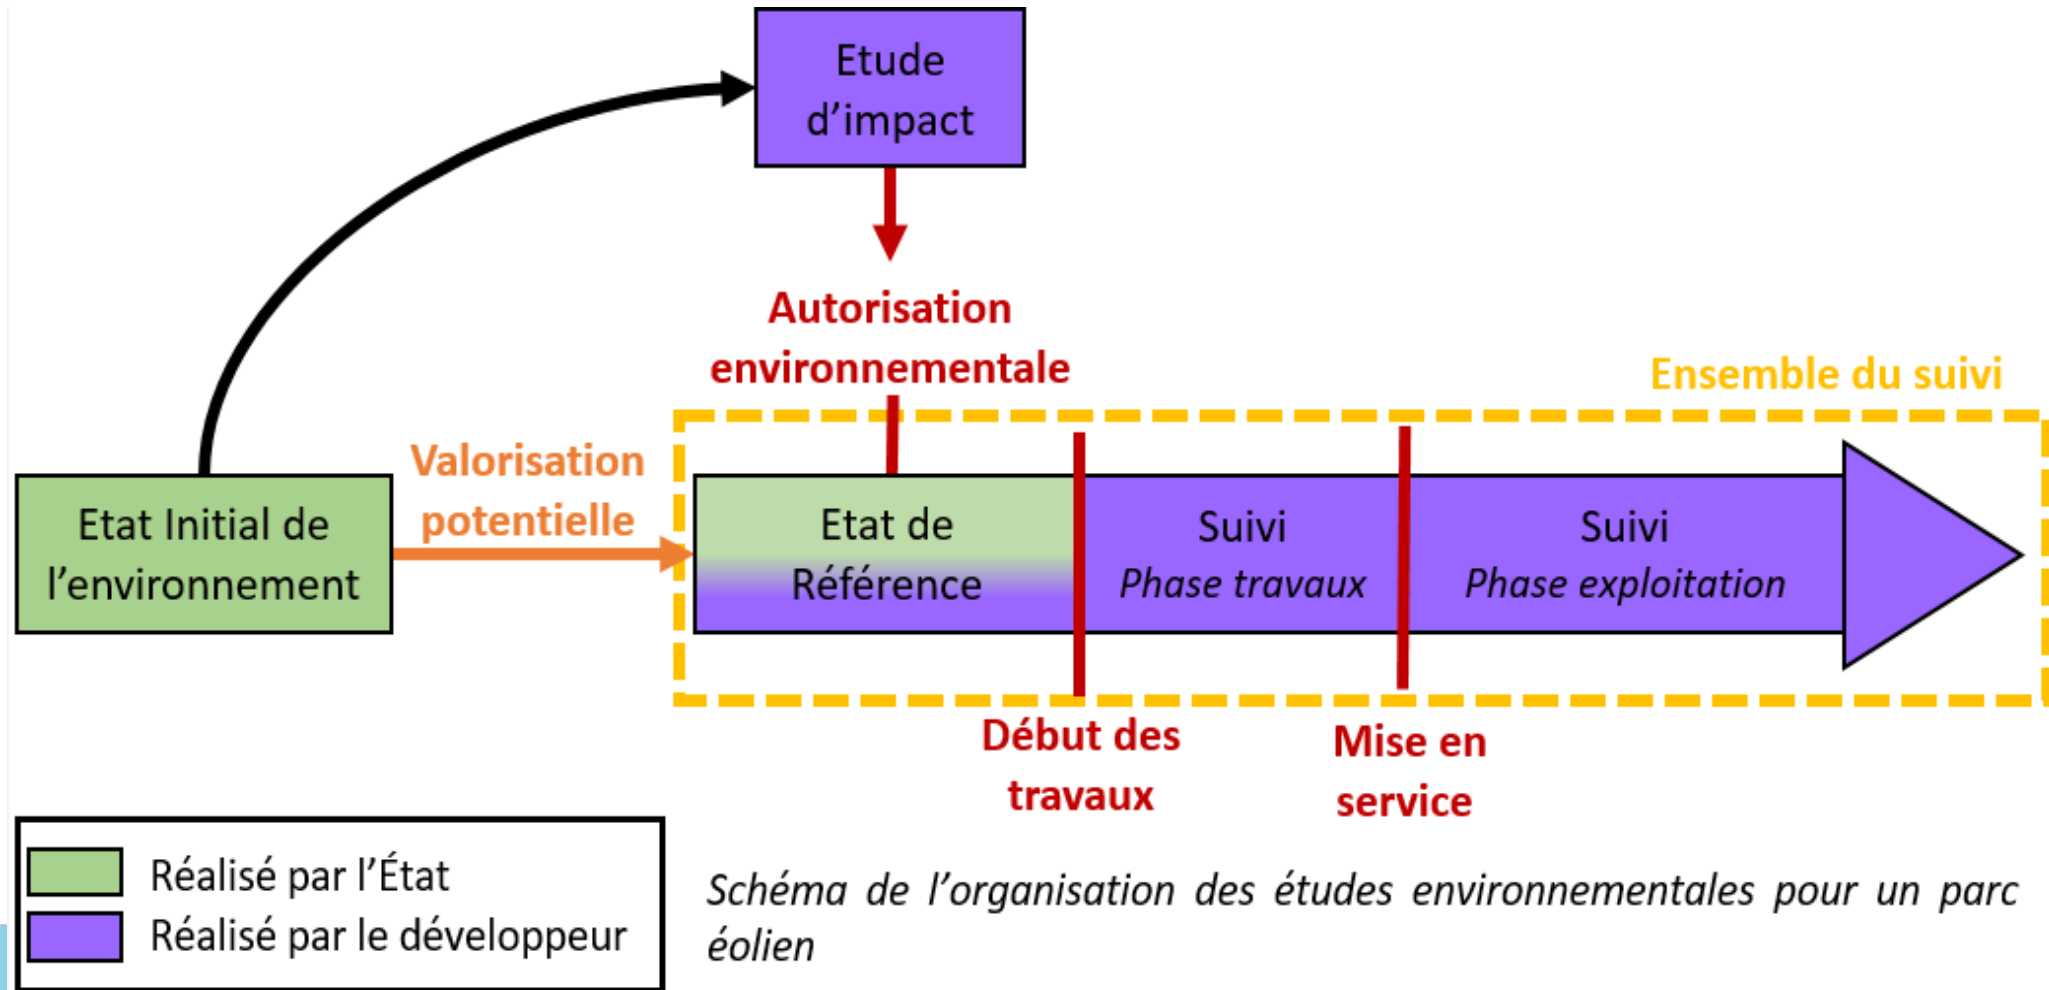 Etude
d'impact
Autorisation
environnementale
Ensemble du suivi
Valorisation
potentielle
Etat Initial de
l'environnement
Etat de
Référence
Suivi
Phase travaux
Suivi
Phase exploitation
Début des
travaux
Mise en
service
Réalisé par l'État
Réalisé par le développeur
Schéma de l'organisation des études environnementales pour un parc
éolien